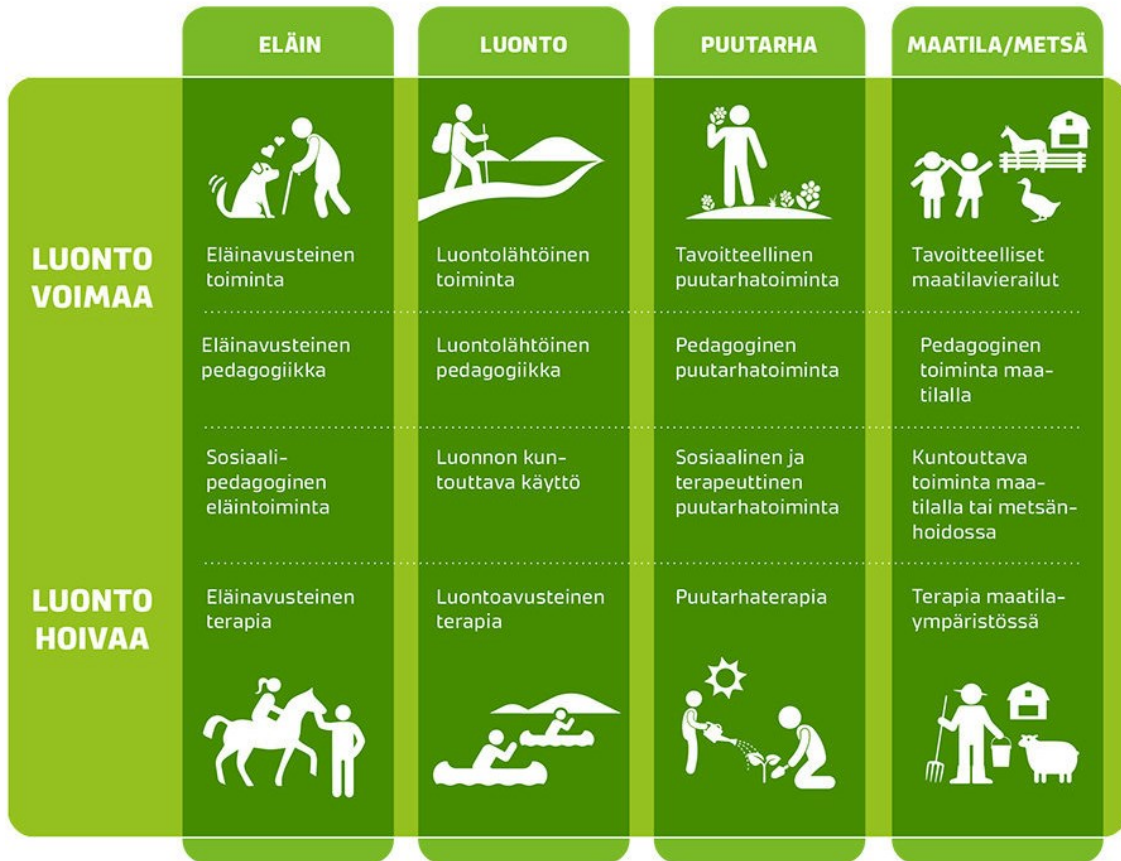 ELÄIN
LUONTO
PUUTARHA
MAATILA/METSÄ
LUONTO
VOIMAA
Eläinavusteinen
toiminta
Luontolähtöinen
toiminta
Tavoitteellinen
puutarhatoiminta
Tavoitteelliset
maatilavierailut
Eläinavusteinen
pedagogiikka
Luontolähtöinen
pedagogiikka
Pedagoginen
puutarhatoiminta
Pedagoginen
toiminta maa-
tilalla
Sosiaali-
pedagoginen
eläintoiminta
Luonnon kun-
touttava käyttö
Sosiaalinen ja
terapeuttinen
puutarhatoiminta
Kuntouttava
toiminta maa-
tilalla tai metsän-
hoidossa
LUONTO
HOIVAA
Eläinavusteinen
terapia
Luontoavusteinen
terapia
Puutarhaterapia
Terapia maatila-
ympäristössä